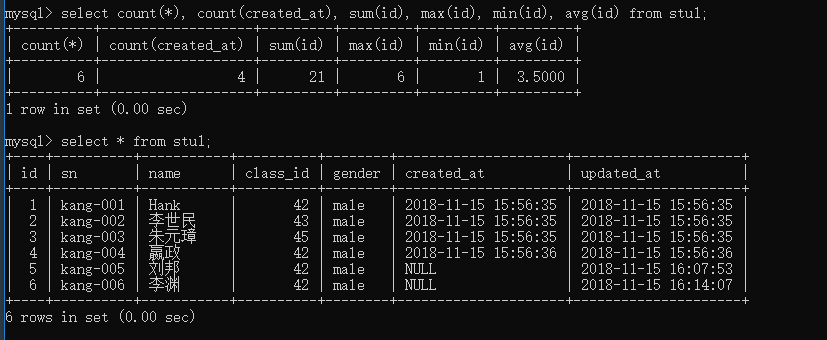 mysql> select count(*), count(created_at), sum(id), max(id), min(id), avg(id) from stu1;
+----------+-------------------+---------+---------+---------+---------+
| count(*) | count(created_at) | sum(id) | max(id) | min(id) | avg(id) |
+----------+-------------------+---------+---------+---------+---------+
|        6 |                 4 |      21 |       6 |       1 |  3.5000 |
+----------+-------------------+---------+---------+---------+---------+
1 row in set (0.00 sec)
mysql> select * from stu1;
+----+----------+--------+----------+--------+---------------------+---------------------+
| id | sn       | name   | class_id | gender | created_at          | updated_at          |
+----+----------+--------+----------+--------+---------------------+---------------------+
|  1 | kang-001 | Hank   |       42 | male   | 2018-11-15 15:56:35 | 2018-11-15 15:56:35 |
|  2 | kang-002 | 李世民 |       43 | male   | 2018-11-15 15:56:35 | 2018-11-15 15:56:35 |
|  3 | kang-003 | 朱元璋 |       45 | male   | 2018-11-15 15:56:35 | 2018-11-15 15:56:35 |
|  4 | kang-004 | 嬴政   |       42 | male   | 2018-11-15 15:56:36 | 2018-11-15 15:56:36 |
|  5 | kang-005 | 刘邦   |       42 | male   | NULL                | 2018-11-15 16:07:53 |
|  6 | kang-006 | 李渊   |       42 | male   | NULL                | 2018-11-15 16:14:07 |
+----+----------+--------+----------+--------+---------------------+---------------------+
6 rows in set (0.00 sec)